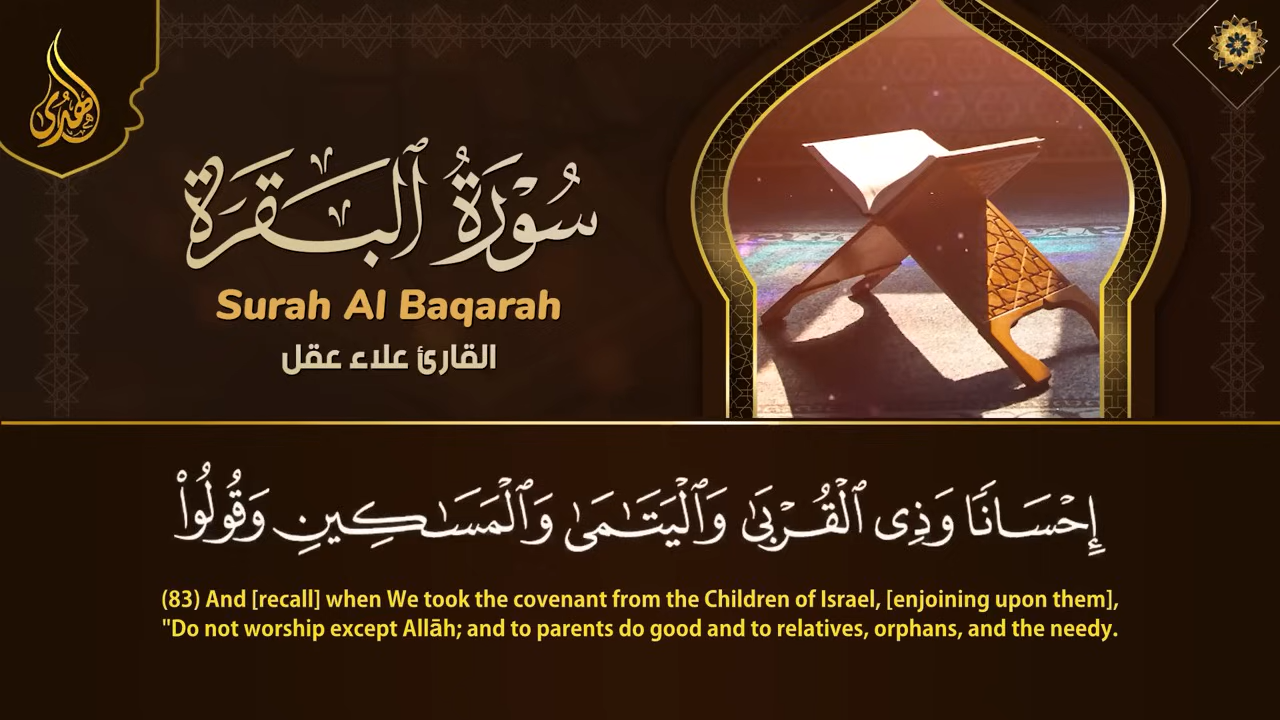 الهدى
سُورَةُ ٱلْبَقَرَة
Surah Al Baqarah
القارئ علاء عقل
إِحْسَانًا وَذِى ٱلْقُرْبَىٰ وَٱلْيَتَـٰمَىٰ وَٱلْمَسَـٰكِينِ وَقُولُوا۟
(83) And [recall] when We took the covenant from the Children of Israel, [enjoining upon them],
"Do not worship except Allāh; and to parents do good and to relatives, orphans, and the needy.